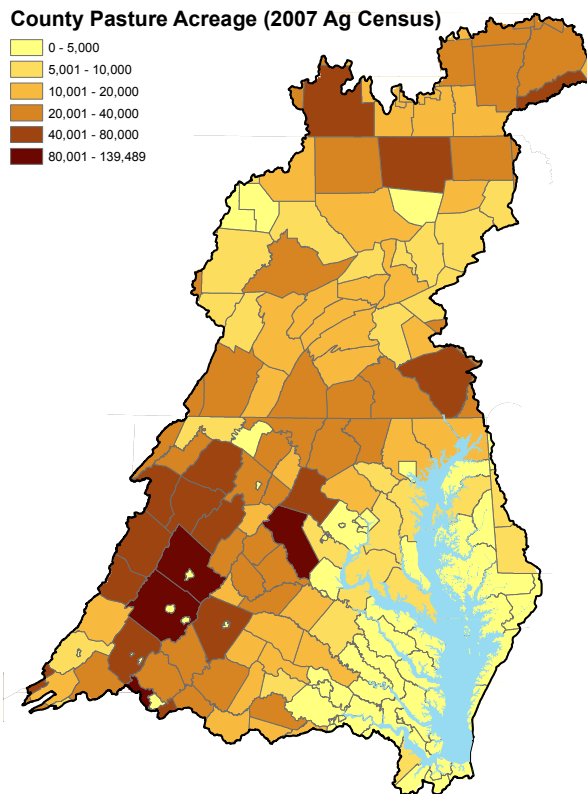 County Pasture Acreage (2007 Ag Census)
0 - 5,000
5,001 - 10,000
10,001 - 20,000
20,001 - 40,000
40,001 - 80,000
80,001 - 139,489